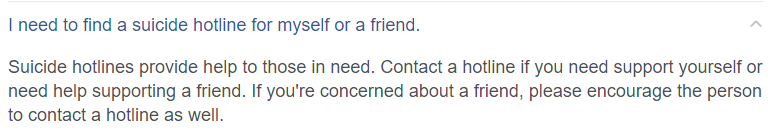 I need to find a suicide hotline for myself or a friend.
Suicide hotlines provide help to those in need. Contact a hotline if you need support yourself or
need help supporting a friend. If you're concerned about a friend, please encourage the person
to contact a hotline as well.